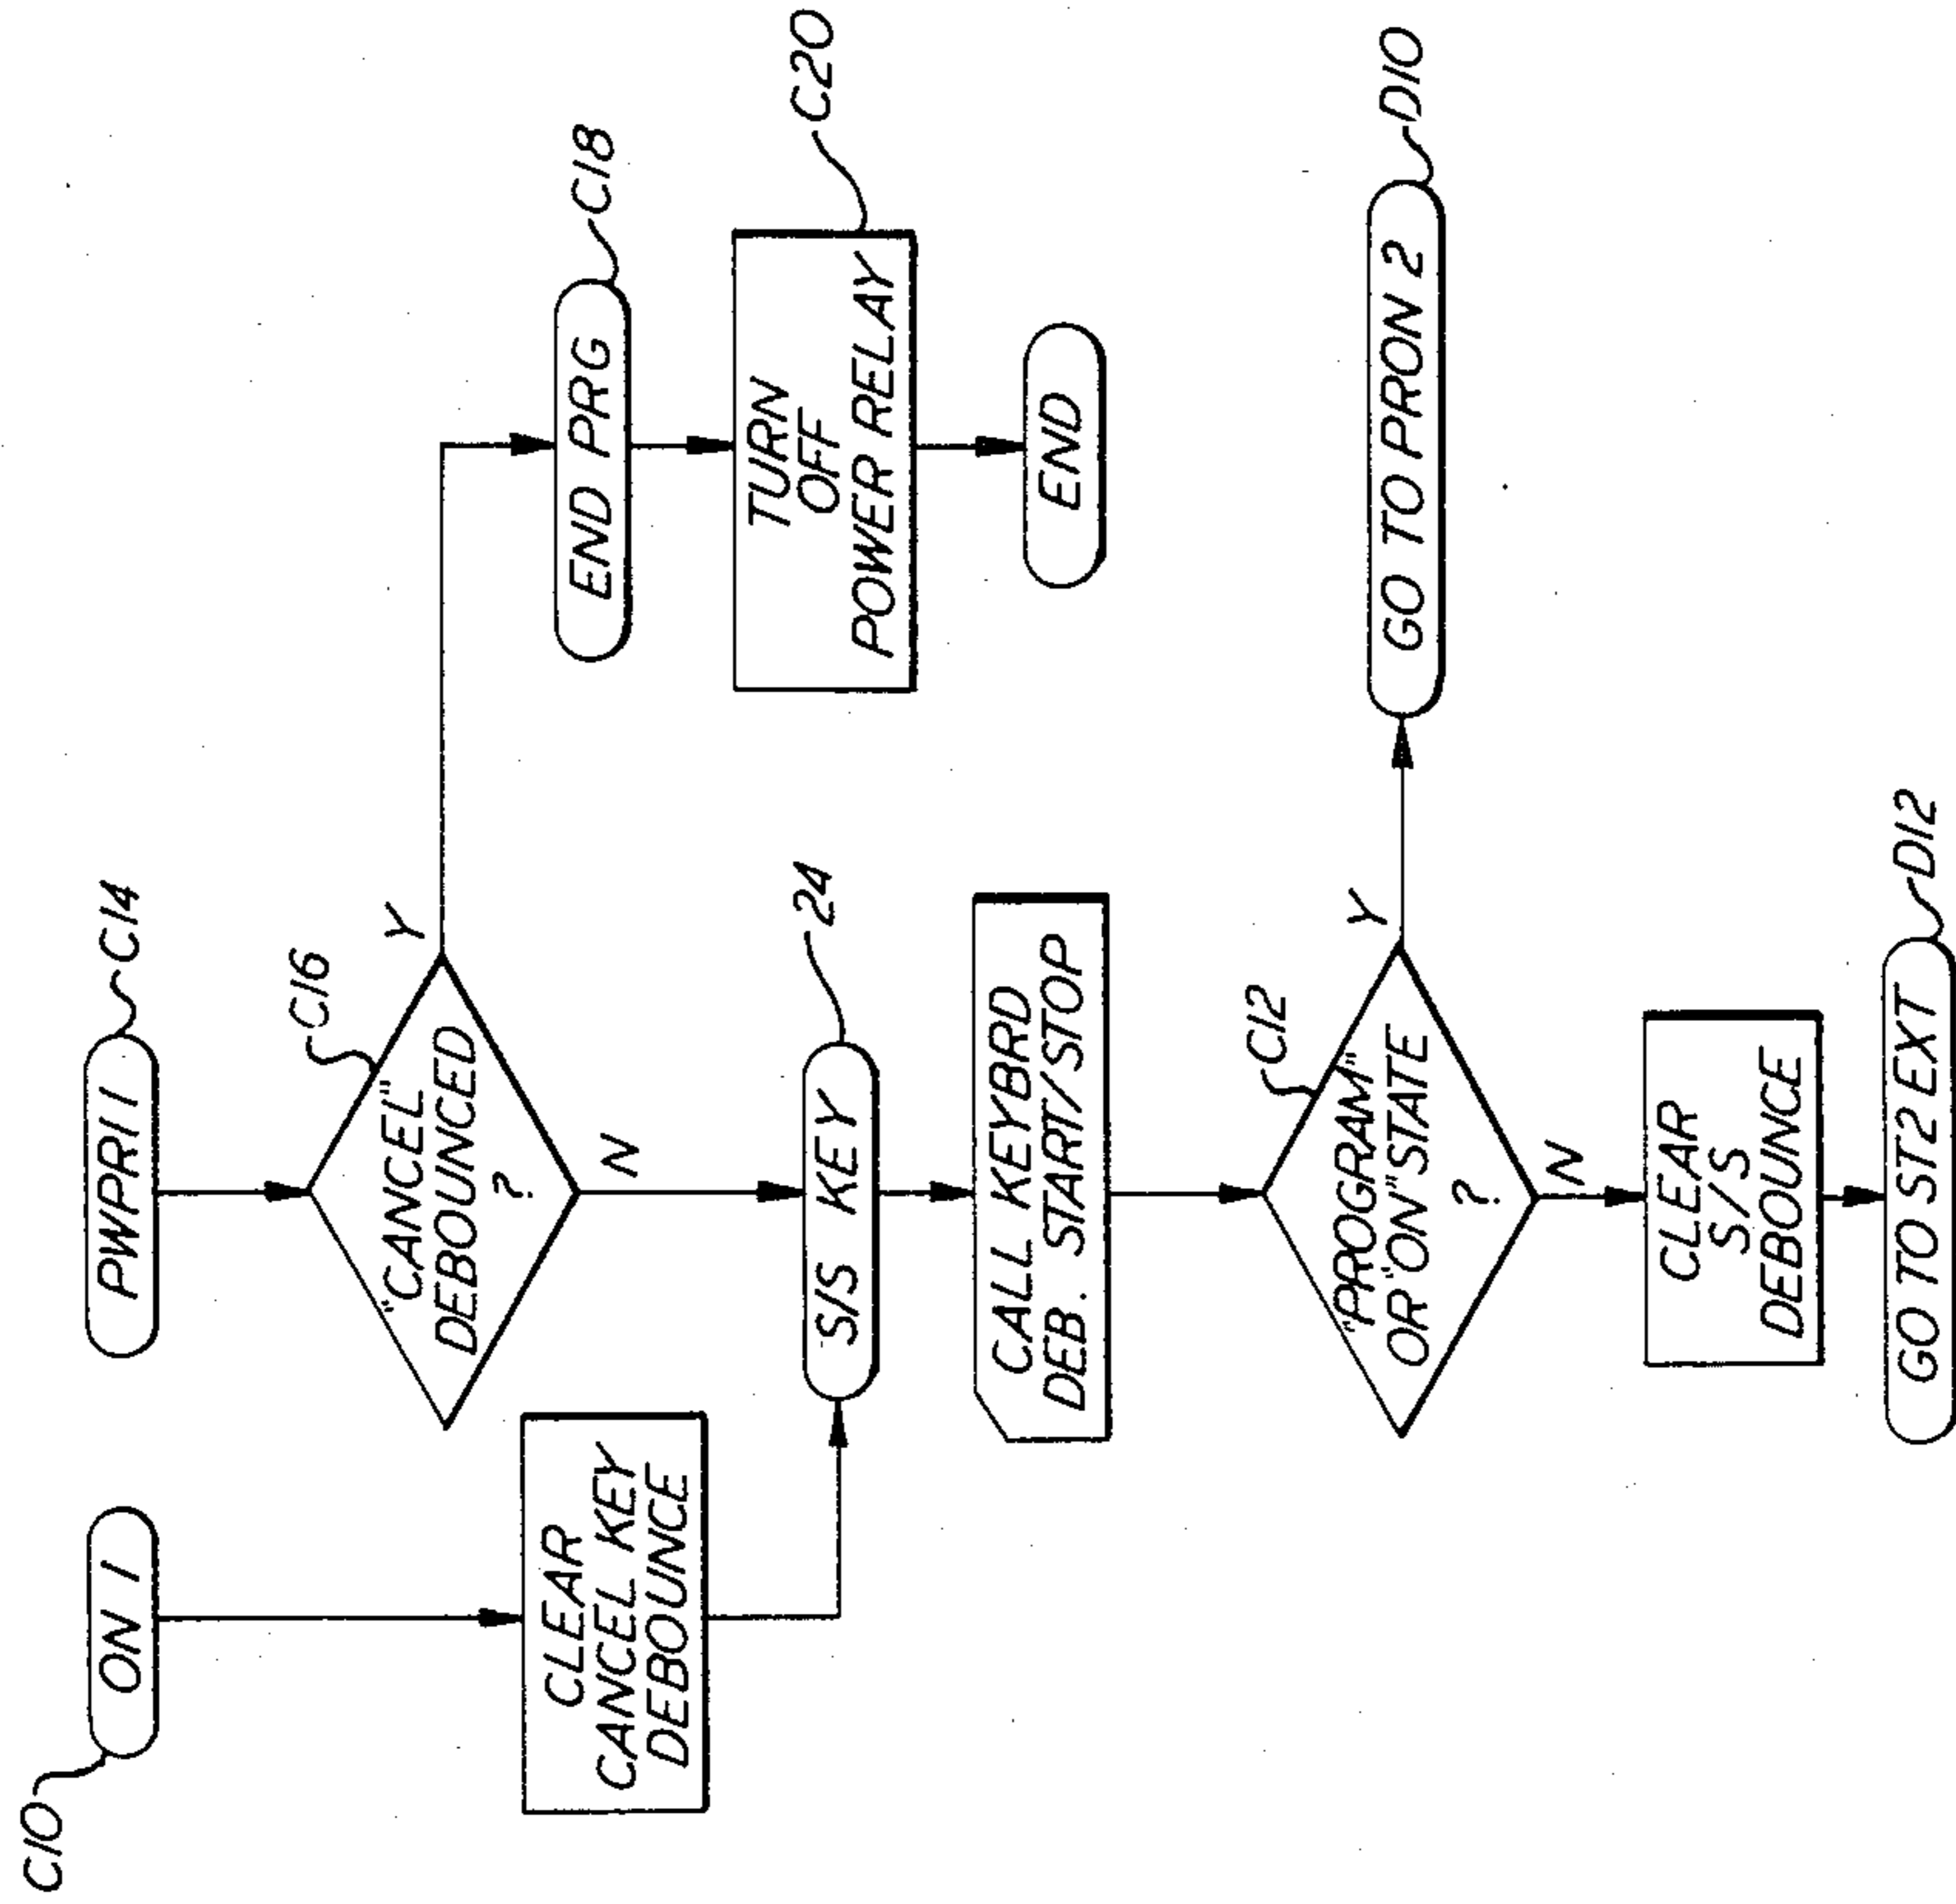 C10
ON 1
CLEAR
CANCEL KEY
DEBOUNCE
PWPRI 1
C14
C16
"CANCEL"
DEBOUNCED
?
Y
N
END PRG
C18
TURN
OFF
POWER RELAY
C20
END
S/S KEY
24
CALL KEYBRD
DEB. START/STOP
C12
"PROGRAM"
OR "ON" STATE
?
Y
N
GO TO PRON 2
D10
CLEAR
S/S
DEBOUNCE
GO TO ST2 EXT
D12